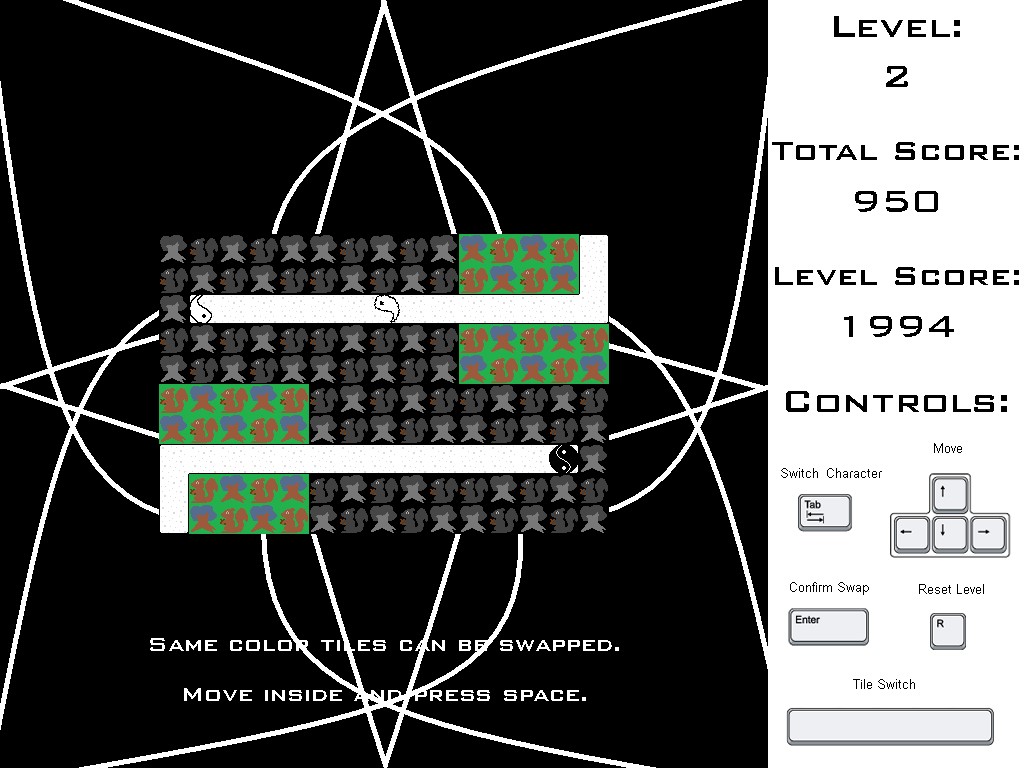 Level:
2
Total Score:
950
Level Score:
1994
Controls:
Move
Switch Character
Tab
Confirm Swap
Reset Level
Enter
R
Tile Switch
Same color tiles can be swapped.
Move inside and press space.